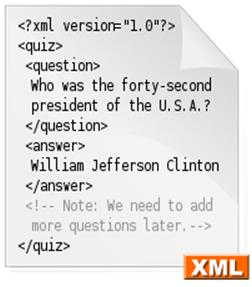 <?xml version="1.0"?>
<quiz>
<question>
Who was the forty-second
president of the U.S.A.?
</question>
<answer>
William Jefferson Clinton
</answer>
<!-- Note: We need to add
more questions later.-->
</quiz>
XML